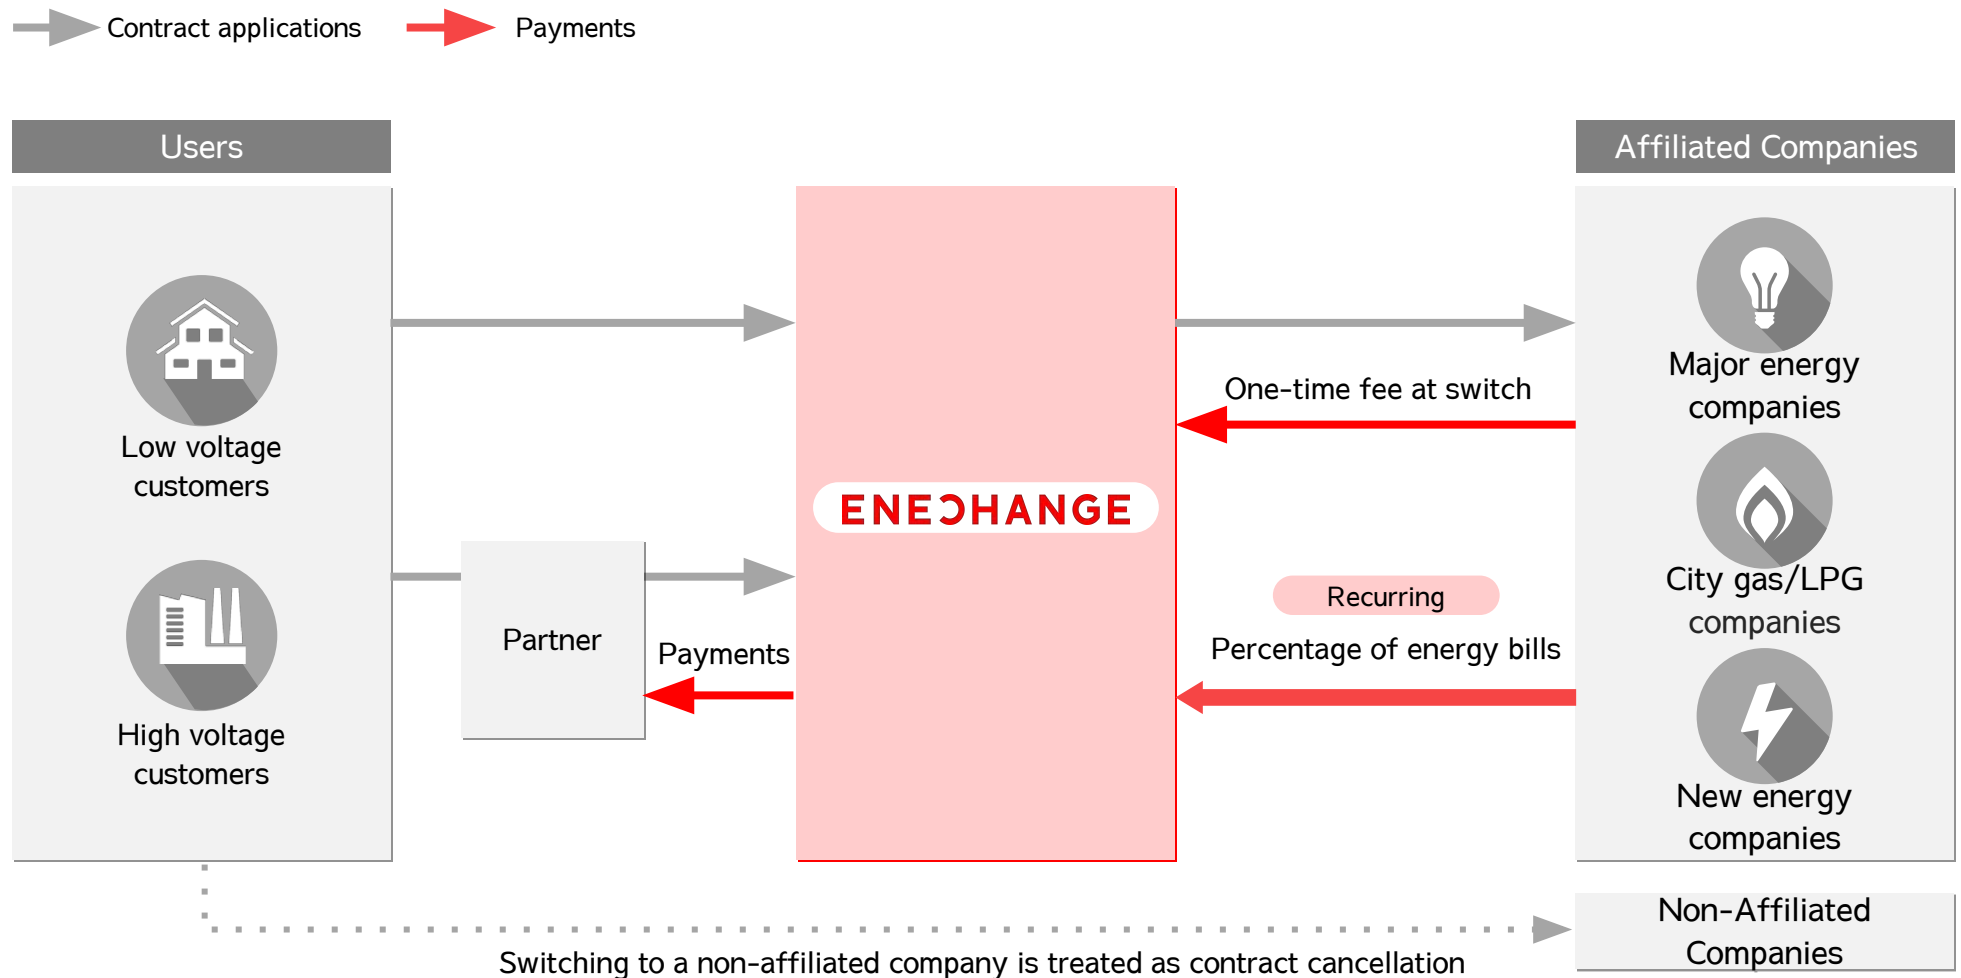 Contract applications
Payments
Users
Affiliated Companies
Low voltage
customers
High voltage
customers
Partner
Payments
ENECHANGE
One-time fee at switch
Recurring
Percentage of energy bills
Major energy
companies
City gas/LPG
companies
New energy
companies
Non-Affiliated
Companies
Switching to a non-affiliated company is treated as contract cancellation